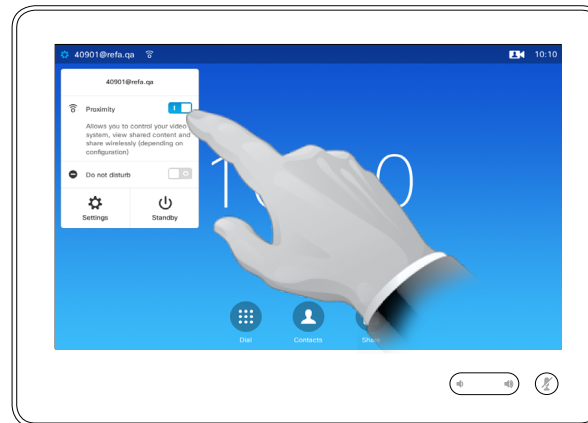 40901@refa.qa
10:10
40901@refa.qa
Proximity
Allows you to control your video
system, view shared content and
share wirelessly (depending on
configuration)
Do not disturb
Settings
Standby
Dial
Contacts
Share